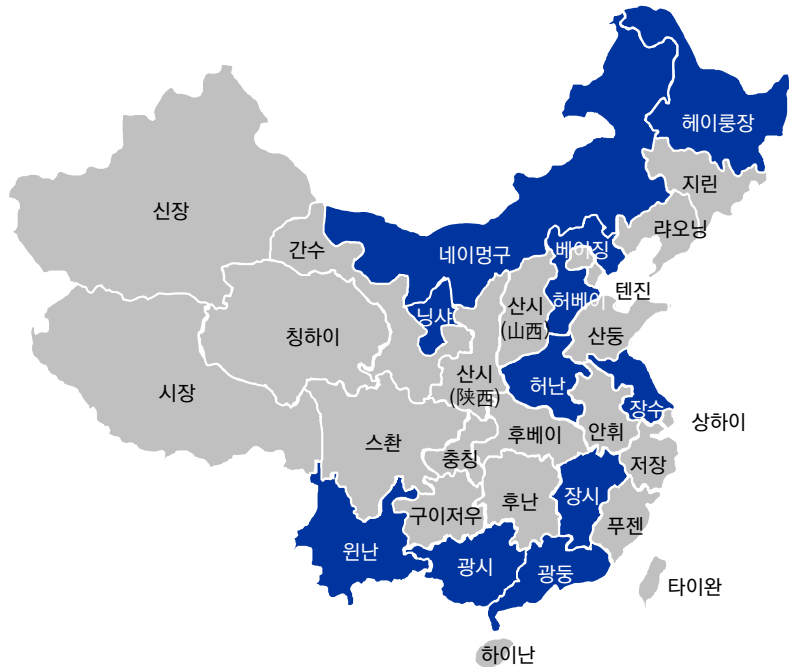 헤이룽장
지린
신장
랴오닝
간수
네이멍구
베이징
텐진
닝샤
산시
(山西)
허베이
산둥
칭하이
시장
산시
(陕西)
허난
장수
상하이
스촨
충칭
후베이
안휘
저장
구이저우
후난
장시
푸젠
윈난
광시
광둥
타이완
하이난